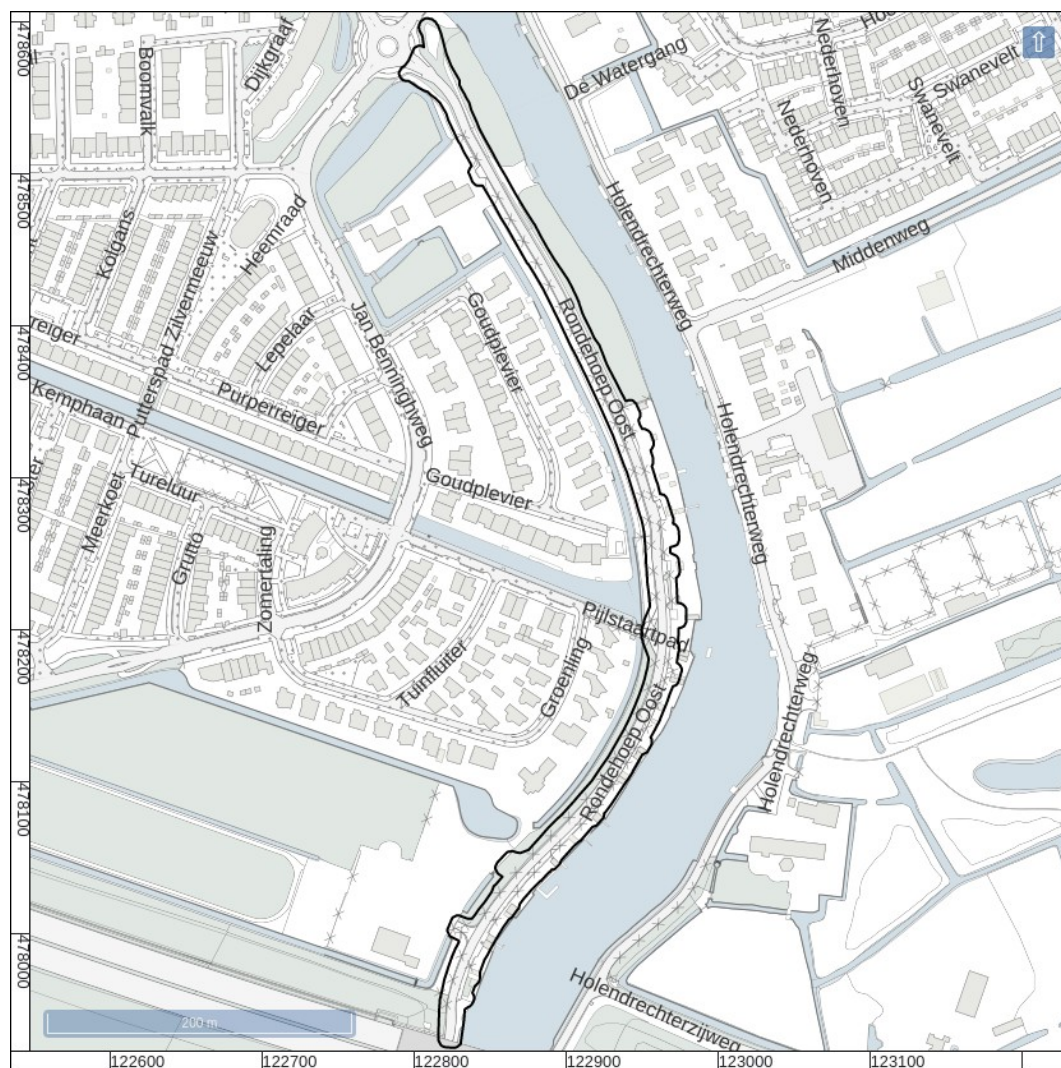 478600
478500
478400
478300
478200
478100
478000
Boomvalk
Dijkgraaf
De Watergang
Nederhoven
Swanevelt
Swanevelt
Nederhoven
Kolgans
Putterspad
Zilvermeeuw
Heemraad
Holendrechterweg
Middenweg
reiger
Lepelaar
Jan Benninghweg
Goudplevier
Rondehoep Oost
Kemphaan
Purperreiger
Holendrechterweg
Meerkoet
Tureluur
Goudplevier
Grutto
Zomertaling
Pijlstaartpad
Tuinfluiter
Groenling
Rondehoep Oost
Holendrechterweg
Holendrechterzijweg
200 m
122600
122700
122800
122900
123000
123100